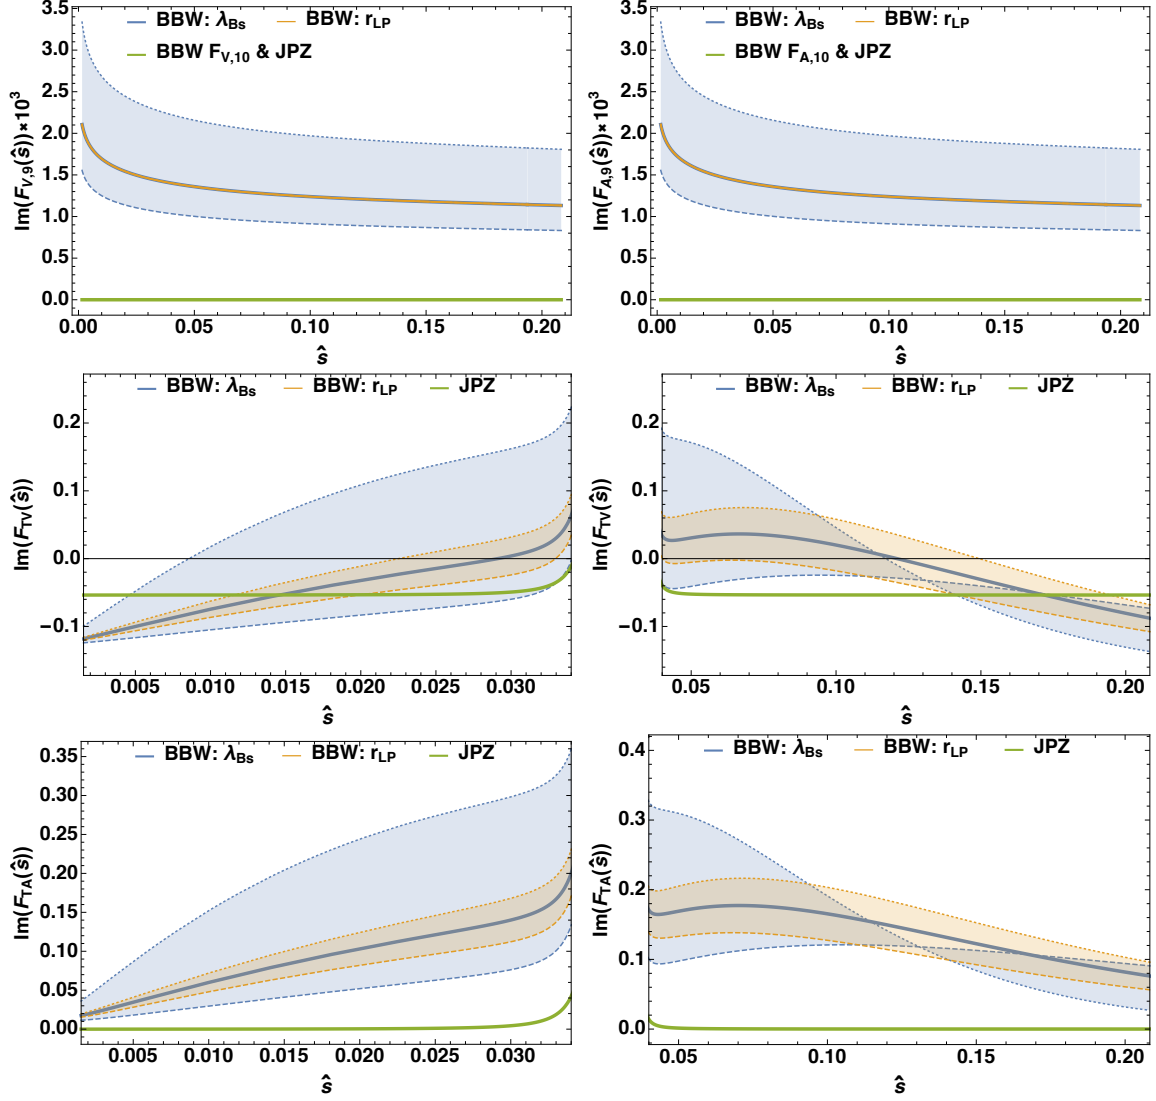 BBW: λBs BBW: rLP
BBW FV,10 & JPZ
Im(FV,9(ŝ))×10³
3.5
3.0
2.5
2.0
1.5
1.0
0.5
0.0
0.00 0.05 0.10 0.15 0.20
ŝ
BBW: λBs BBW: rLP
BBW FA,10 & JPZ
Im(FA,9(ŝ))×10³
3.5
3.0
2.5
2.0
1.5
1.0
0.5
0.0
0.00 0.05 0.10 0.15 0.20
ŝ
BBW: λBs BBW: rLP JPZ
Im(FTV(ŝ))
0.2
0.1
0.0
−0.1
0.005 0.010 0.015 0.020 0.025 0.030
ŝ
BBW: λBs BBW: rLP JPZ
Im(FTV(ŝ))
0.2
0.1
0.0
−0.1
0.05 0.10 0.15 0.20
ŝ
BBW: λBs BBW: rLP JPZ
Im(FTA(ŝ))
0.35
0.30
0.25
0.20
0.15
0.10
0.05
0.00
0.005 0.010 0.015 0.020 0.025 0.030
ŝ
BBW: λBs BBW: rLP JPZ
Im(FTA(ŝ))
0.4
0.3
0.2
0.1
0.0
0.05 0.10 0.15 0.20
ŝ